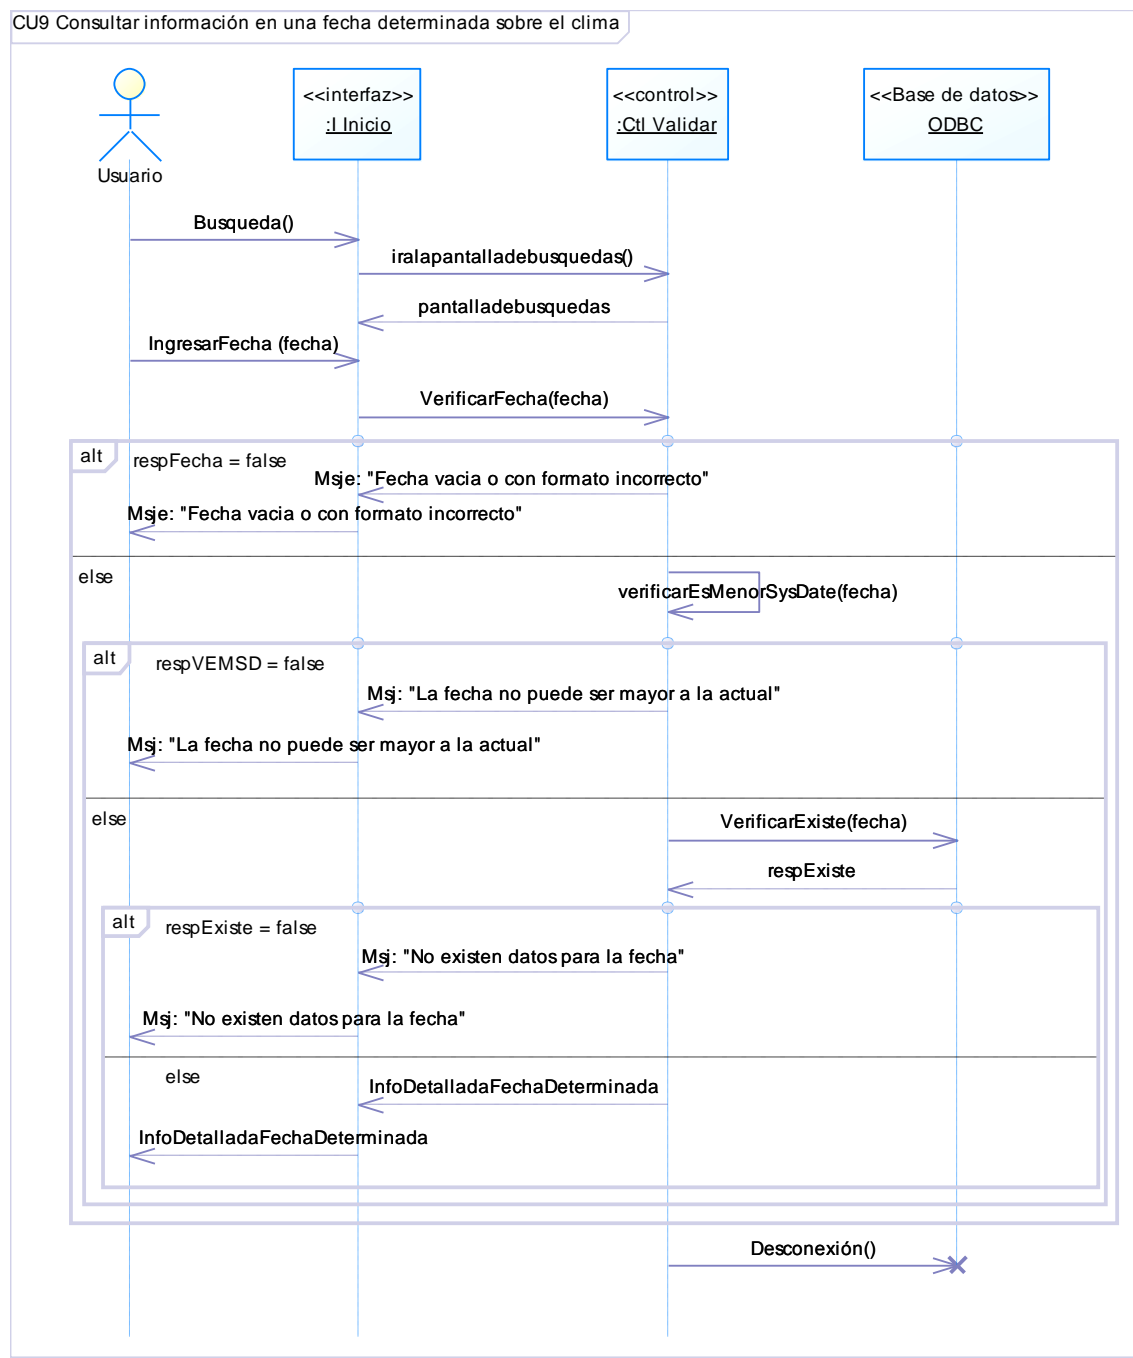 CU9 Consultar información en una fecha determinada sobre el clima
<<interfaz>>
:I Inicio
<<control>>
:Ctl Validar
<<Base de datos>>
ODBC
Usuario
Busqueda()
iralapantalladebusquedas()
pantalladebusquedas
IngresarFecha (fecha)
VerificarFecha(fecha)
alt
respFecha = false
Msje: "Fecha vacia o con formato incorrecto"
Msje: "Fecha vacia o con formato incorrecto"
else
verificarEsMenorSysDate(fecha)
alt
respVEMSD = false
Msj: "La fecha no puede ser mayor a la actual"
Msj: "La fecha no puede ser mayor a la actual"
else
VerificarExiste(fecha)
respExiste
alt
respExiste = false
Msj: "No existen datos para la fecha"
Msj: "No existen datos para la fecha"
else
InfoDetalladaFechaDeterminada
InfoDetalladaFechaDeterminada
Desconexión()